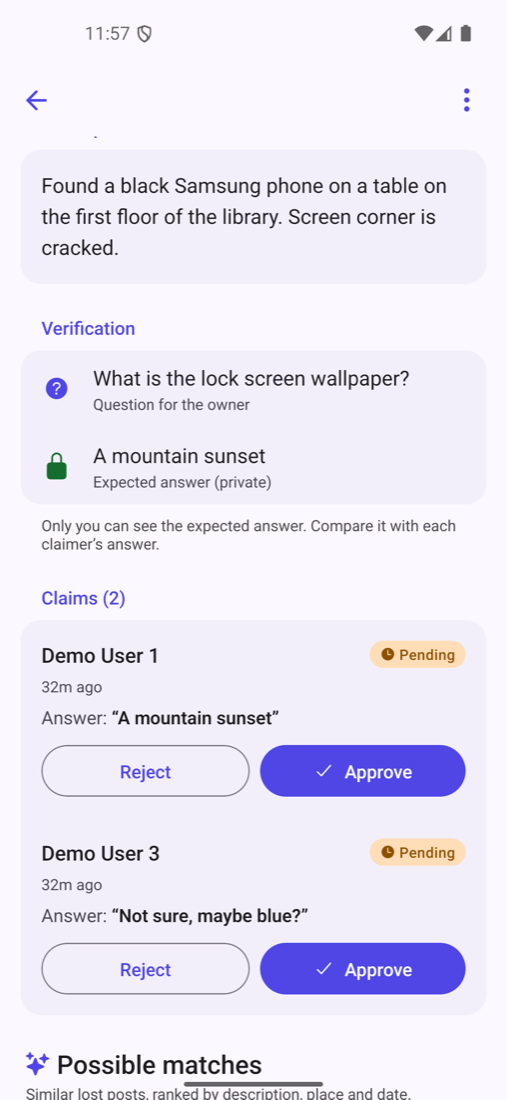 11:57
Found a black Samsung phone on a table on
the first floor of the library. Screen corner is
cracked.
Verification
What is the lock screen wallpaper?
Question for the owner
A mountain sunset
Expected answer (private)
Only you can see the expected answer. Compare it with each
claimer’s answer.
Claims (2)
Demo User 1
Pending
32m ago
Answer: “A mountain sunset”
Reject
Approve
Demo User 3
Pending
32m ago
Answer: “Not sure, maybe blue?”
Reject
Approve
Possible matches
Similar lost posts, ranked by description, place and date.